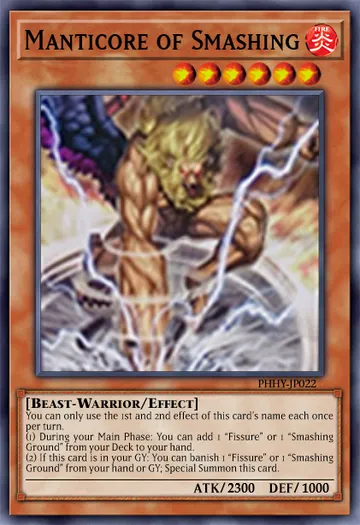 Manticore of Smashing
FIRE
炎
PHHY-JP022
[Beast-Warrior/Effect]
You can only use the 1st and 2nd effect of this card's name each once
per turn.
(1) During your Main Phase: You can add 1 "Fissure" or 1 "Smashing
Ground" from your Deck to your hand.
(2) If this card is in your GY: You can banish 1 "Fissure" or 1 "Smashing
Ground" from your hand or GY; Special Summon this card.
ATK/2300 DEF/1000